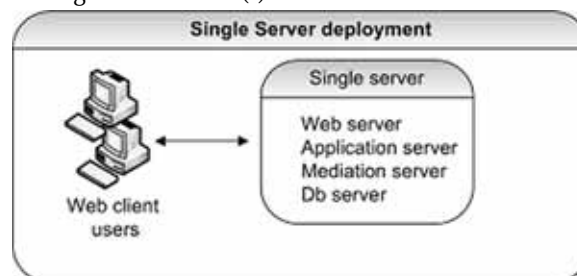 Single Server deployment
Single server
Web server
Application server
Mediation server
Db server
Web client
users